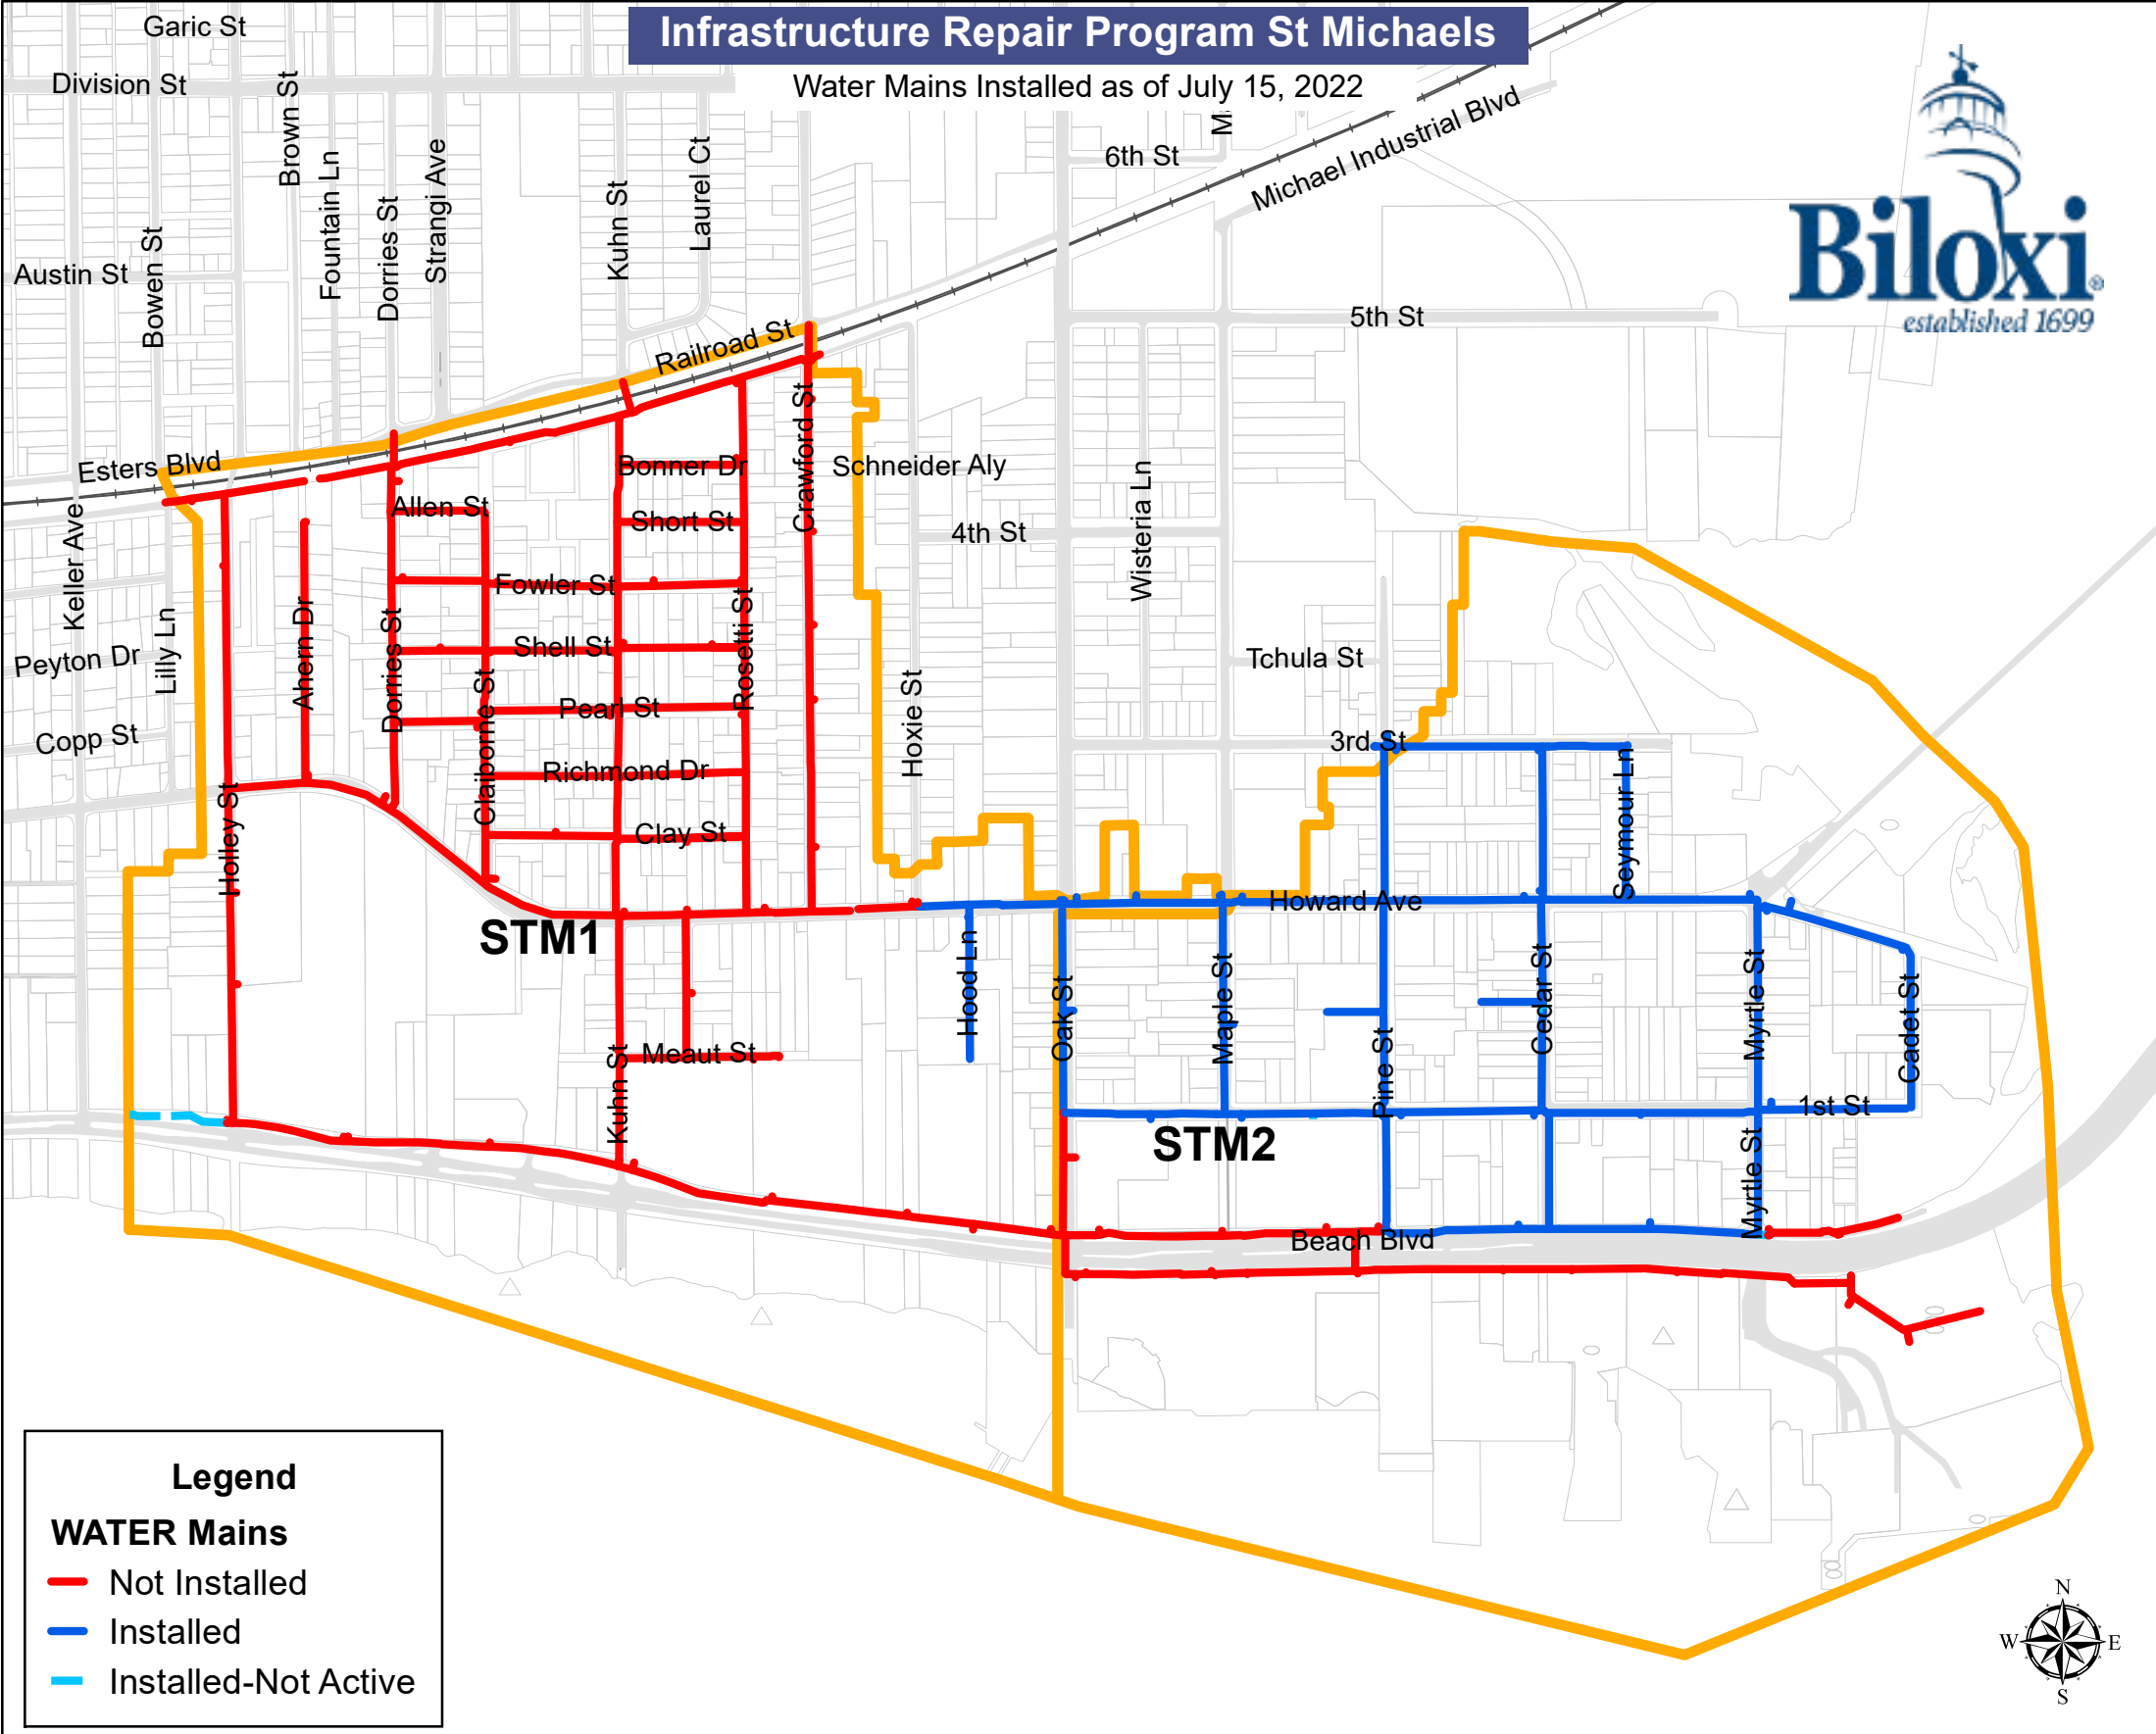 Infrastructure Repair Program St Michaels
Water Mains Installed as of July 15, 2022
Garic St
Division St
Brown St
Fountain Ln
Dorries St
Strangi Ave
Kuhn St
Laurel Ct
6th St
M
Michael Industrial Blvd
Biloxi®
established 1699
Austin St
Bowen St
5th St
Railroad St
Esters Blvd
Keller Ave
Allen St
Bonner Dr
Short St
Crawford St
Schneider Aly
4th St
Wisteria Ln
Fowler St
Peyton Dr
Lilly Ln
Ahern Dr
Dorries St
Shell St
Rosetti St
Tchula St
Copp St
Claiborne St
Pearl St
Hoxie St
3rd St
Richmond Dr
Seymour Ln
Holley St
Clay St
Howard Ave
STM1
Hood Ln
Oak St
Maple St
Cedar St
Myrtle St
Cadet St
Kuhn St
Meaut St
Pine St
1st St
STM2
Myrtle St
Beach Blvd
Legend
WATER Mains
Not Installed
Installed
Installed-Not Active
N
W
E
S